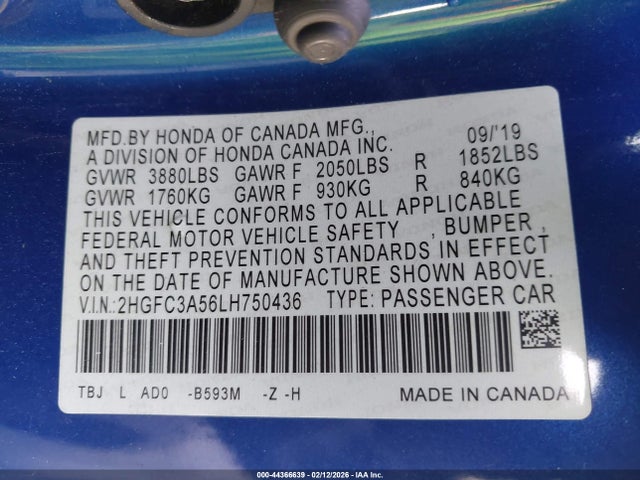 MFD.BY HONDA OF CANADA MFG., 09/'19
A DIVISION OF HONDA CANADA INC.
GVWR 3880LBS GAWR F 2050LBS R 1852LBS
GVWR 1760KG GAWR F 930KG R 840KG
THIS VEHICLE CONFORMS TO ALL APPLICABLE
FEDERAL MOTOR VEHICLE SAFETY , BUMPER ,
AND THEFT PREVENTION STANDARDS IN EFFECT
ON THE DATE OF MANUFACTURE SHOWN ABOVE.
V.I.N.:2HGFC3A56LH750436 TYPE: PASSENGER CAR
TBJ L AD0 -B593M -Z -H MADE IN CANADA
000-44366639 - 02/12/2026 - IAA Inc.